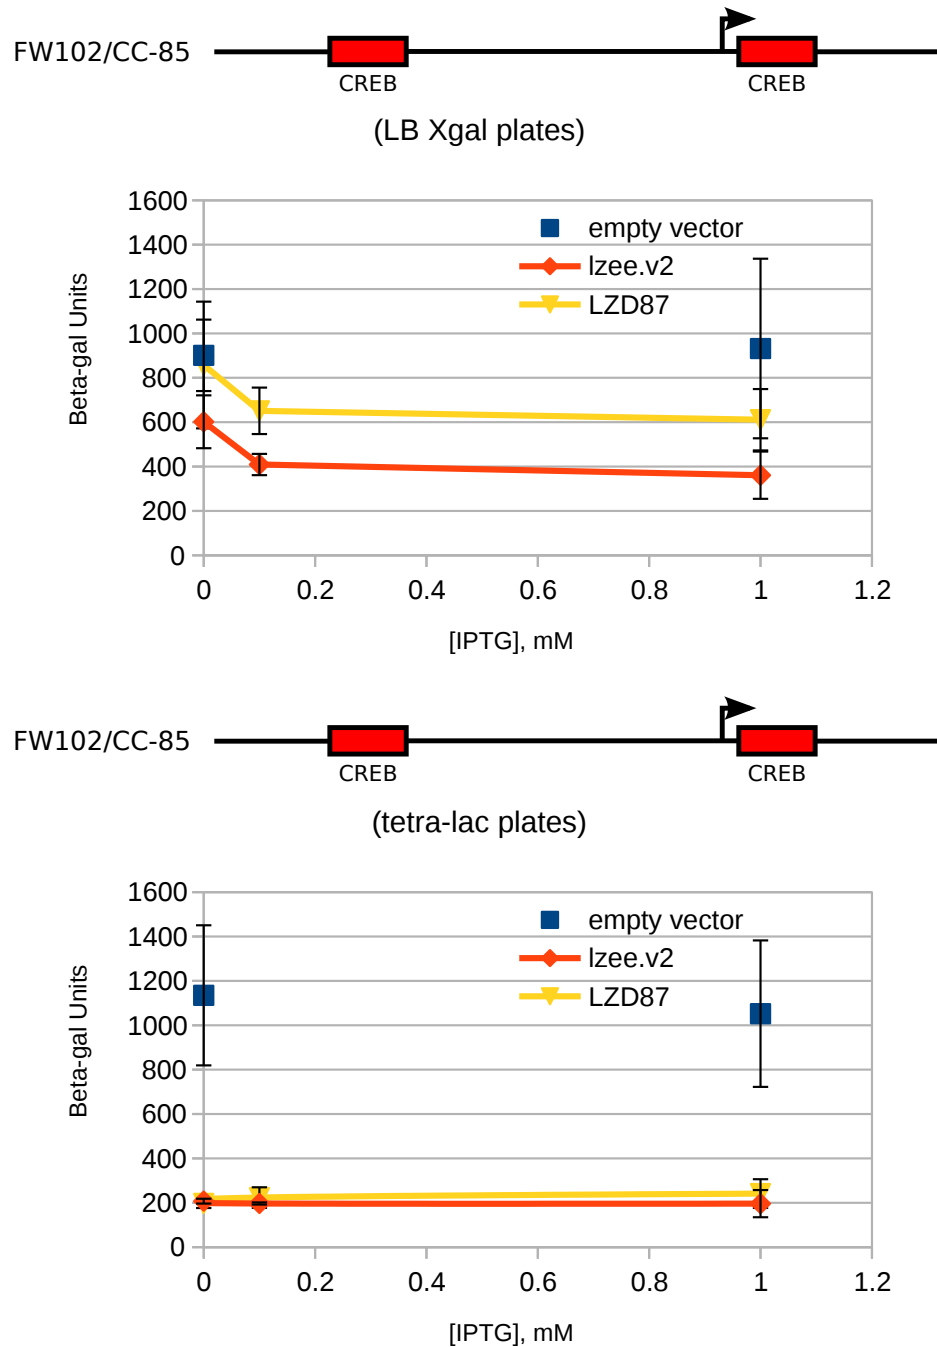 FW102/CC-85
CREB CREB
(LB Xgal plates)
1600
1400
1200
1000
800
600
400
200
0
Beta-gal Units
empty vector
lzee.v2
LZD87
0 0.2 0.4 0.6 0.8 1 1.2
[IPTG], mM
FW102/CC-85
CREB CREB
(tetra-lac plates)
1600
1400
1200
1000
800
600
400
200
0
Beta-gal Units
empty vector
lzee.v2
LZD87
0 0.2 0.4 0.6 0.8 1 1.2
[IPTG], mM